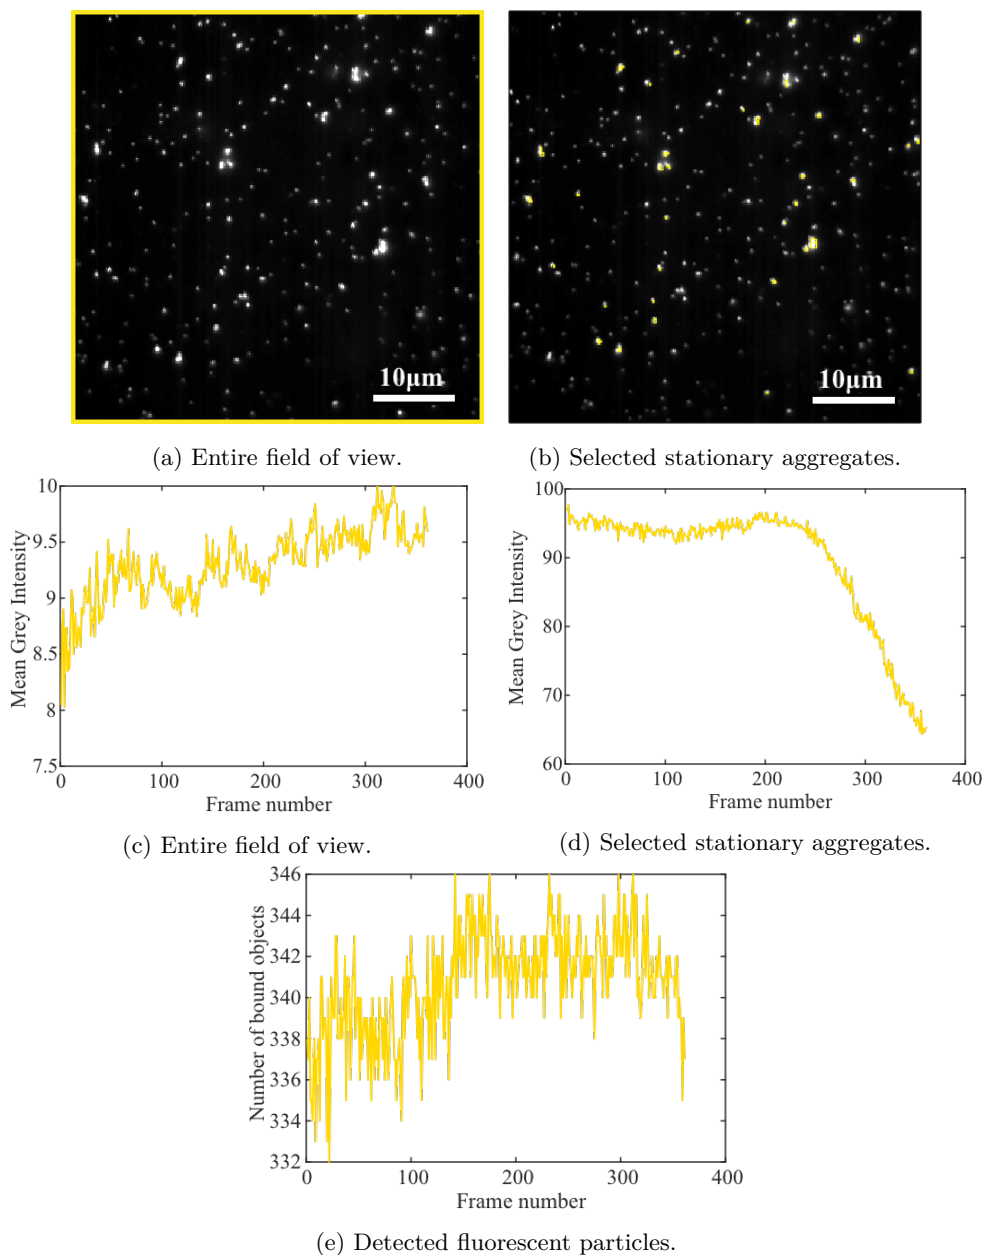 10µm
10µm
(a) Entire field of view.
(b) Selected stationary aggregates.
10
9.5
9
8.5
8
7.5
0
100
200
300
400
Mean Grey Intensity
Frame number
100
90
80
70
60
0
100
200
300
400
Mean Grey Intensity
Frame number
(c) Entire field of view.
(d) Selected stationary aggregates.
346
344
342
340
338
336
334
332
0
100
200
300
400
Number of bound objects
Frame number
(e) Detected fluorescent particles.